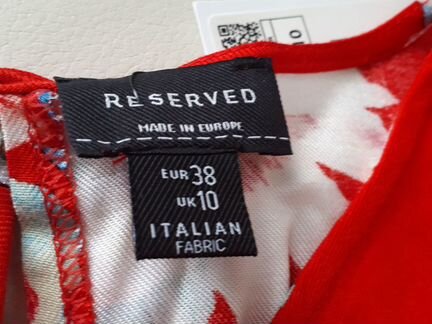 RESERVED
MADE IN EUROPE
EUR 38
UK 10
ITALIAN
FABRIC